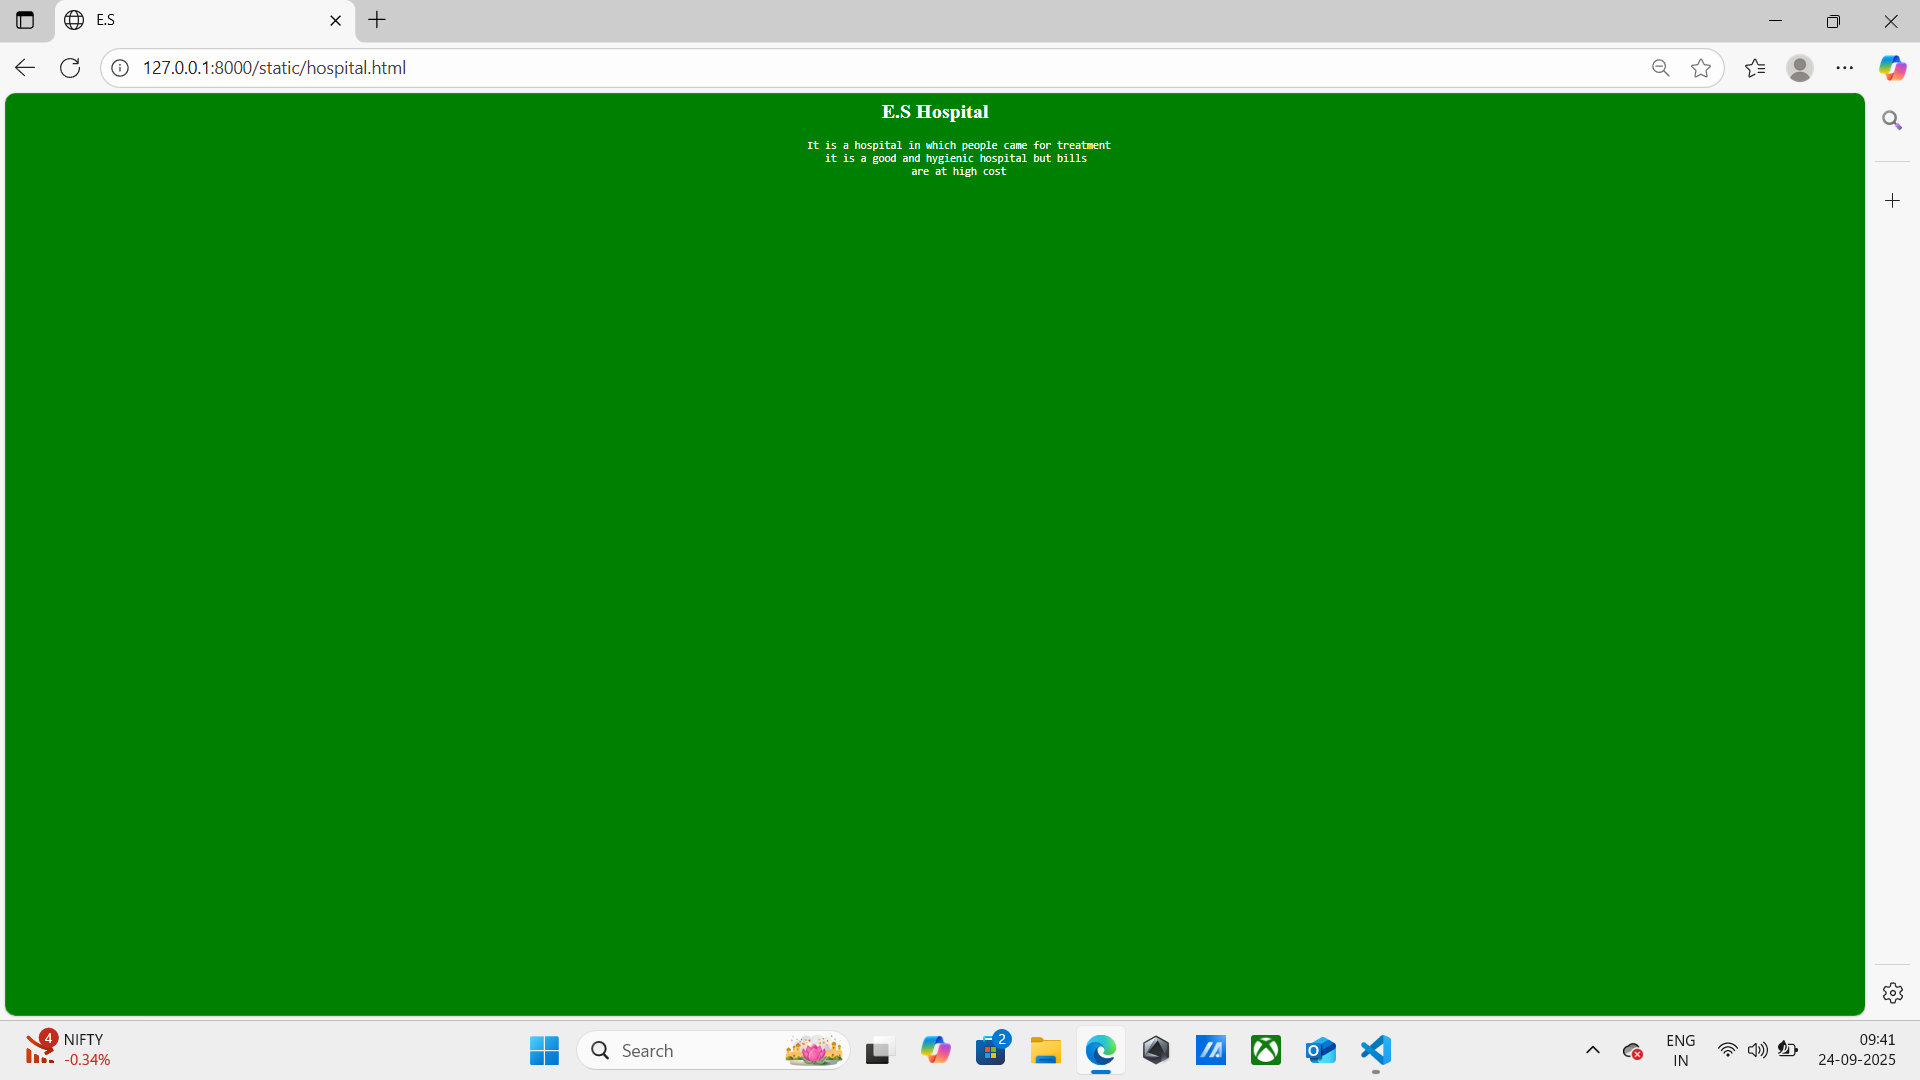 E.S
127.0.0.1:8000/static/hospital.html
E.S Hospital
It is a hospital in which people came for treatment
it is a good and hygienic hospital but bills
are at high cost
4
NIFTY
-0.34%
Search
2
ENG
IN
09:41
24-09-2025